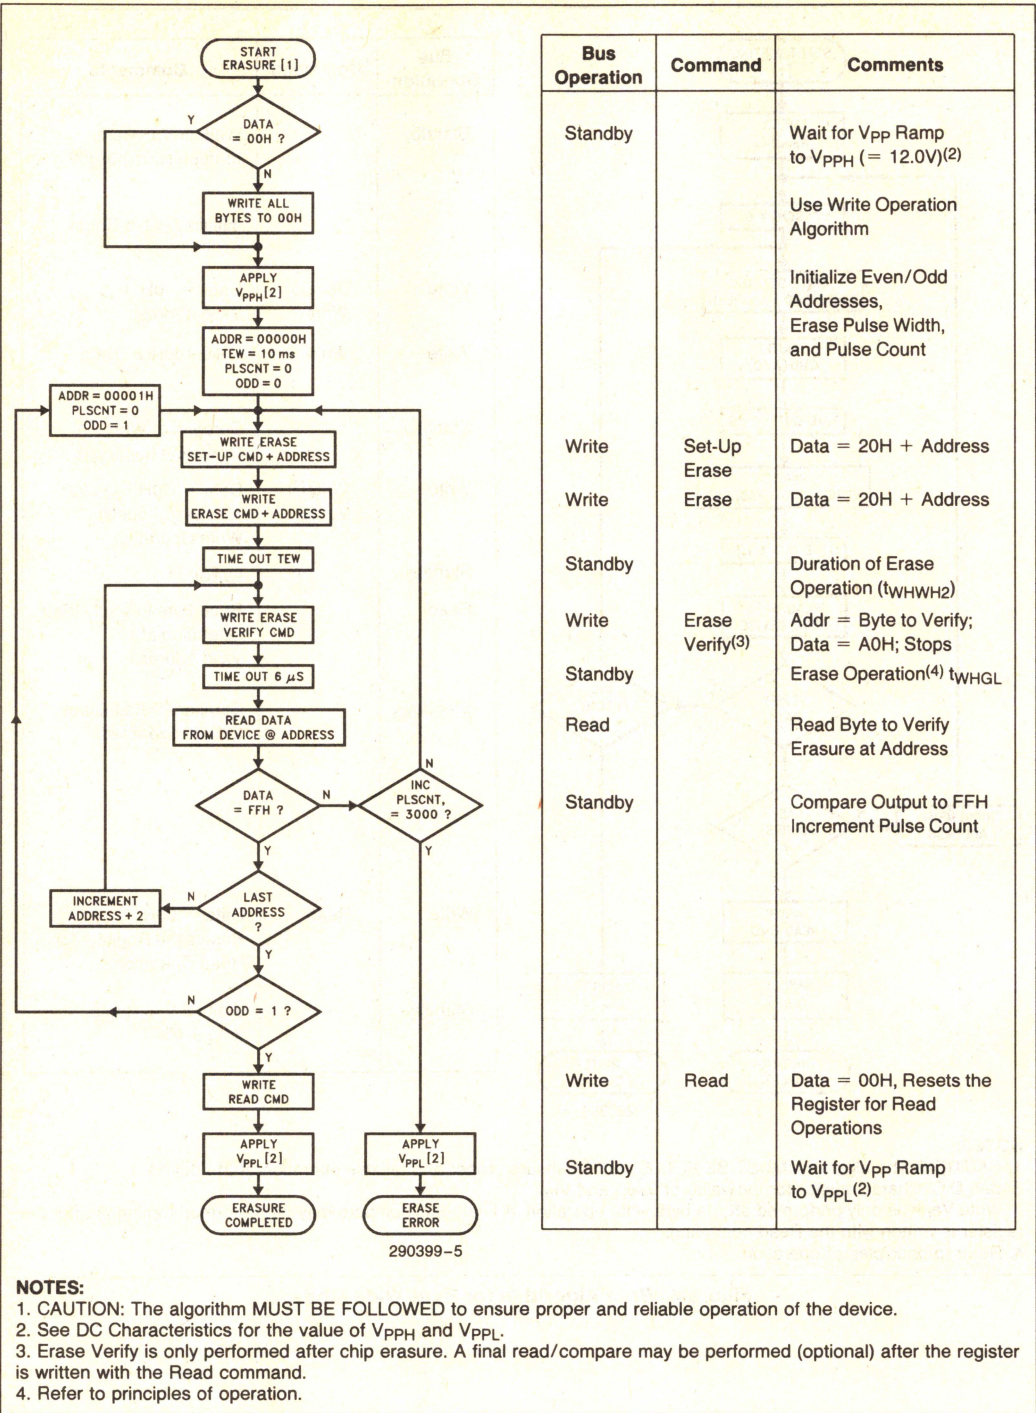 START
ERASURE [1]
Y
DATA
= 00H ?
N
WRITE ALL
BYTES TO 00H
APPLY
VPPH[2]
ADDR = 00000H
TEW = 10 ms
PLSCNT = 0
ODD = 0
ADDR = 00001H
PLSCNT = 0
ODD = 1
WRITE ERASE
SET-UP CMD + ADDRESS
WRITE
ERASE CMD + ADDRESS
TIME OUT TEW
WRITE ERASE
VERIFY CMD
TIME OUT 6 μS
READ DATA
FROM DEVICE @ ADDRESS
DATA
= FFH ?
N
Y
N
INC
PLSCNT,
= 3000 ?
Y
LAST
ADDRESS
?
N
INCREMENT
ADDRESS + 2
Y
N
ODD = 1 ?
Y
WRITE
READ CMD
APPLY
VPPL[2]
ERASURE
COMPLETED
APPLY
VPPL[2]
ERASE
ERROR
290399-5
Bus
Operation
Command
Comments
Standby
Wait for VPP Ramp
to VPPH (= 12.0V)(2)
Use Write Operation
Algorithm
Initialize Even/Odd
Addresses,
Erase Pulse Width,
and Pulse Count
Write Set-Up Data = 20H + Address
Erase
Write Erase Data = 20H + Address
Standby Duration of Erase
Operation (tWHWH2)
Write Erase Addr = Byte to Verify;
Verify(3) Data = A0H; Stops
Standby Erase Operation(4) tWHGL
Read Read Byte to Verify
Erasure at Address
Standby Compare Output to FFH
Increment Pulse Count
Write Read Data = 00H, Resets the
Register for Read
Operations
Standby Wait for VPP Ramp
to VPPL(2)
NOTES:
1. CAUTION: The algorithm MUST BE FOLLOWED to ensure proper and reliable operation of the device.
2. See DC Characteristics for the value of VPPH and VPPL.
3. Erase Verify is only performed after chip erasure. A final read/compare may be performed (optional) after the register
is written with the Read command.
4. Refer to principles of operation.